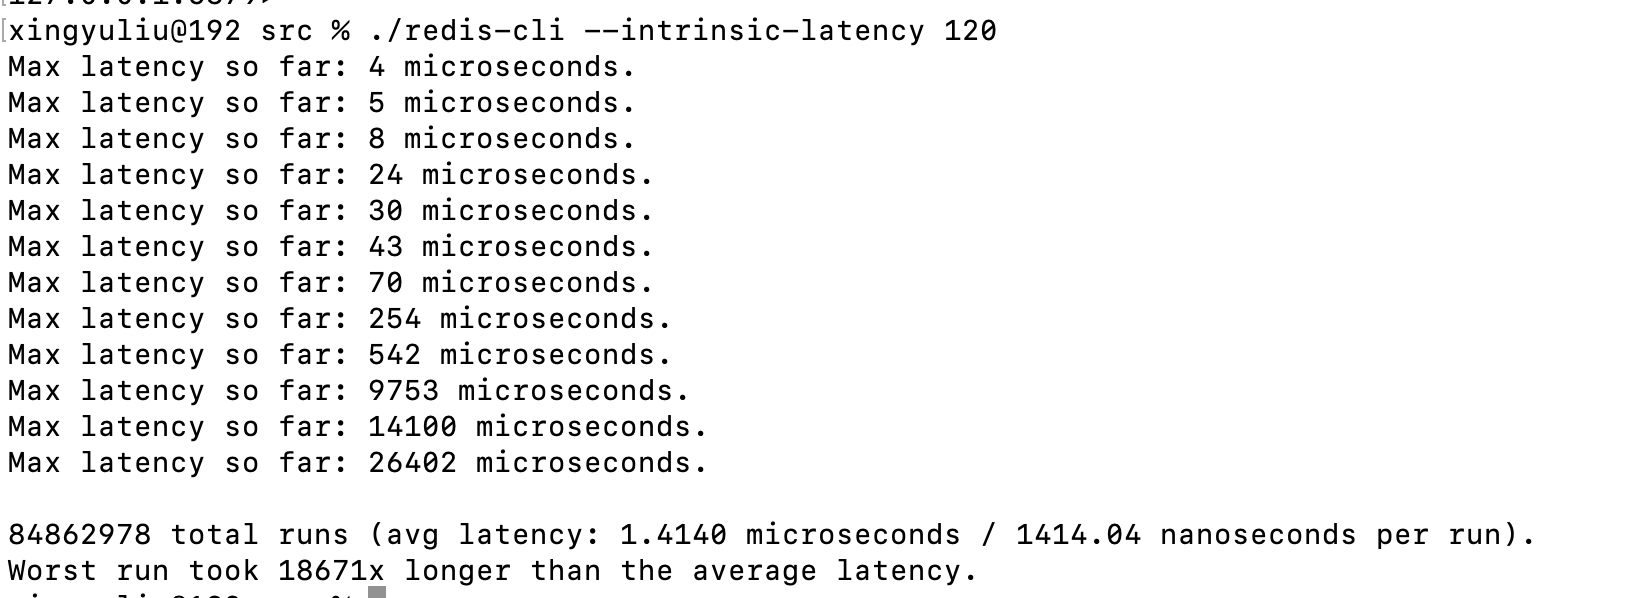 [xingyuliu@192 src % ./redis-cli --intrinsic-latency 120
Max latency so far: 4 microseconds.
Max latency so far: 5 microseconds.
Max latency so far: 8 microseconds.
Max latency so far: 24 microseconds.
Max latency so far: 30 microseconds.
Max latency so far: 43 microseconds.
Max latency so far: 70 microseconds.
Max latency so far: 254 microseconds.
Max latency so far: 542 microseconds.
Max latency so far: 9753 microseconds.
Max latency so far: 14100 microseconds.
Max latency so far: 26402 microseconds.
84862978 total runs (avg latency: 1.4140 microseconds / 1414.04 nanoseconds per run).
Worst run took 18671x longer than the average latency.